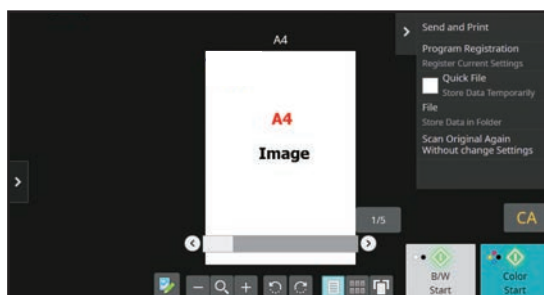 A4
A4
Image
1/5
Send and Print
Program Registration
Register Current Settings
Quick File
Store Data Temporarily
File
Store Data in Folder
Scan Original Again
Without change Settings
CA
B/W
Start
Color
Start